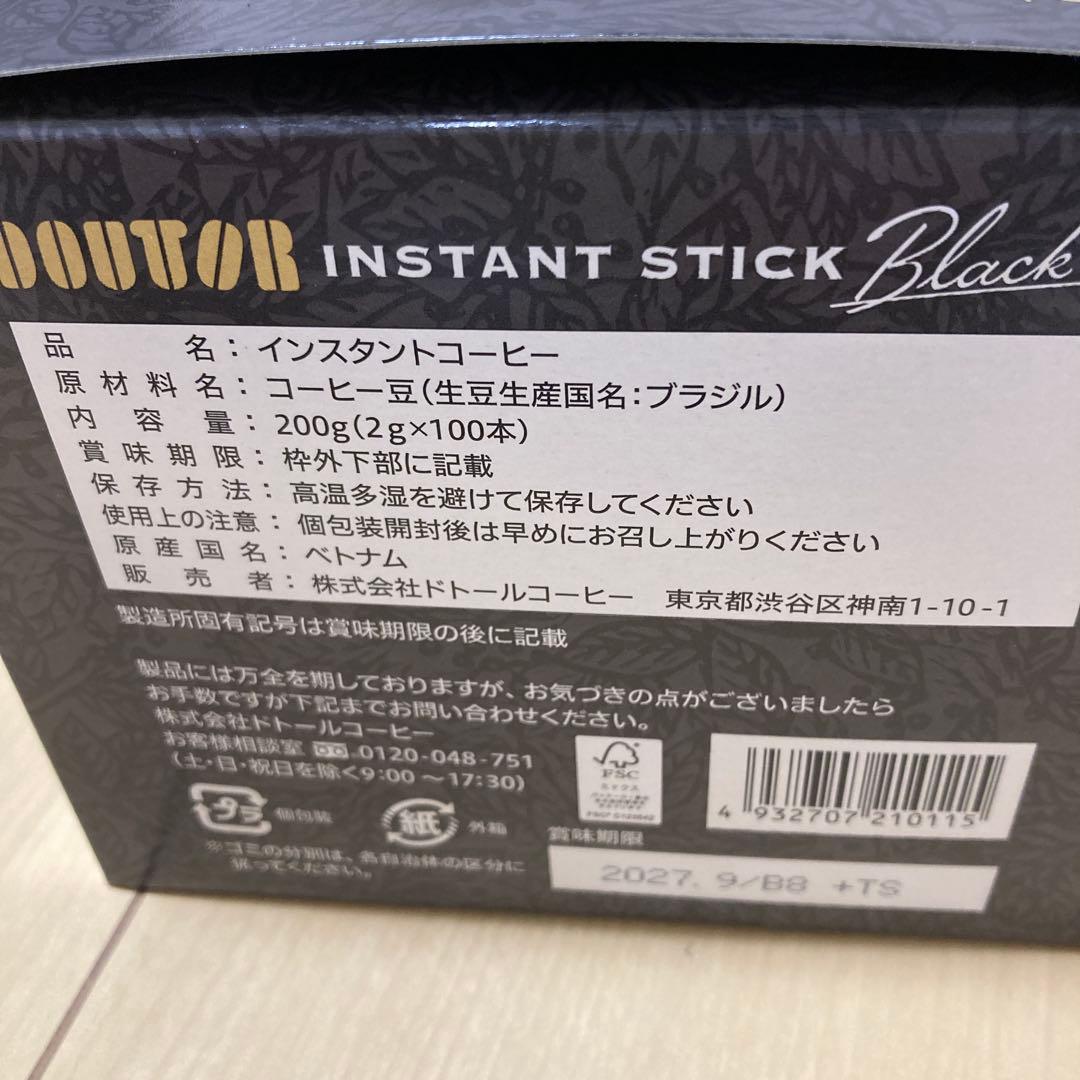 DOUTOR INSTANT STICK Black
品名：インスタントコーヒー
原材料名：コーヒー豆(生豆生産国名：ブラジル)
内容量：200g(2g×100本)
賞味期限：枠外下部に記載
保存方法：高温多湿を避けて保存してください
使用上の注意：個包装開封後は早めにお召し上がりください
原産国名：ベトナム
販売者：株式会社ドトールコーヒー 東京都渋谷区神南1-10-1
製造所固有記号は賞味期限の後に記載
製品には万全を期しておりますが、お気づきの点がございましたら
お手数ですが下記までお問い合わせください。
株式会社ドトールコーヒー
お客様相談室 0120-048-751
(土・日・祝日を除く9:00～17:30)
プラ 個包装
紙 外箱
※ゴミの分別は、各自治体の区分に
従ってください。
FSC
ミックス
4 932707 210115
賞味期限
2027. 9/B8 +TS